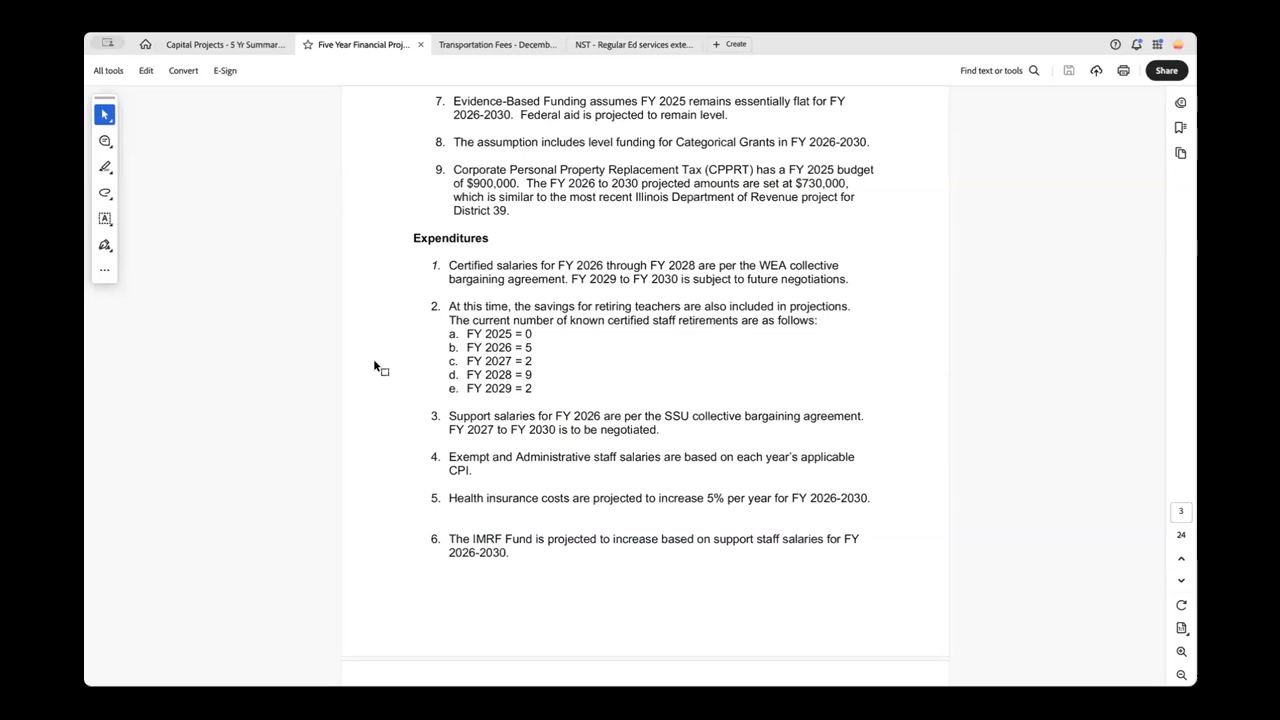 Capital Projects - 5 Yr Summar...
Five Year Financial Proj...
Transportation Fees - Decemb...
NST - Regular Ed services exte...
Create
All tools
Edit
Convert
E-Sign
Find text or tools
Share
7. Evidence-Based Funding assumes FY 2025 remains essentially flat for FY
2026-2030. Federal aid is projected to remain level.
8. The assumption includes level funding for Categorical Grants in FY 2026-2030.
9. Corporate Personal Property Replacement Tax (CPPRT) has a FY 2025 budget
of $900,000. The FY 2026 to 2030 projected amounts are set at $730,000,
which is similar to the most recent Illinois Department of Revenue project for
District 39.
Expenditures
1. Certified salaries for FY 2026 through FY 2028 are per the WEA collective
bargaining agreement. FY 2029 to FY 2030 is subject to future negotiations.
2. At this time, the savings for retiring teachers are also included in projections.
The current number of known certified staff retirements are as follows:
a. FY 2025 = 0
b. FY 2026 = 5
c. FY 2027 = 2
d. FY 2028 = 9
e. FY 2029 = 2
3. Support salaries for FY 2026 are per the SSU collective bargaining agreement.
FY 2027 to FY 2030 is to be negotiated.
4. Exempt and Administrative staff salaries are based on each year's applicable
CPI.
5. Health insurance costs are projected to increase 5% per year for FY 2026-2030.
6. The IMRF Fund is projected to increase based on support staff salaries for FY
2026-2030.
3
24